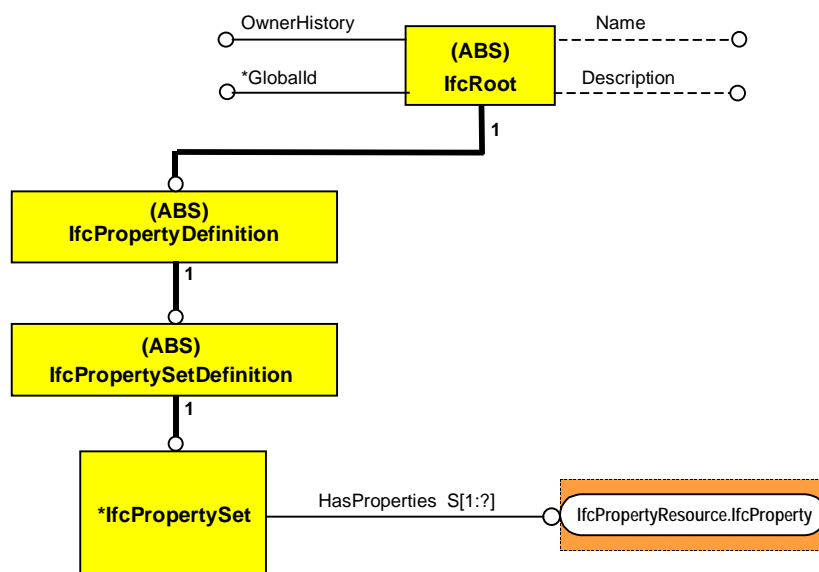 OwnerHistory
(ABS)
Name
*GlobalId
IfcRoot
Description
1
(ABS)
IfcPropertyDefinition
1
(ABS)
IfcPropertySetDefinition
1
*IfcPropertySet
HasProperties S[1:?]
IfcPropertyResource.IfcProperty